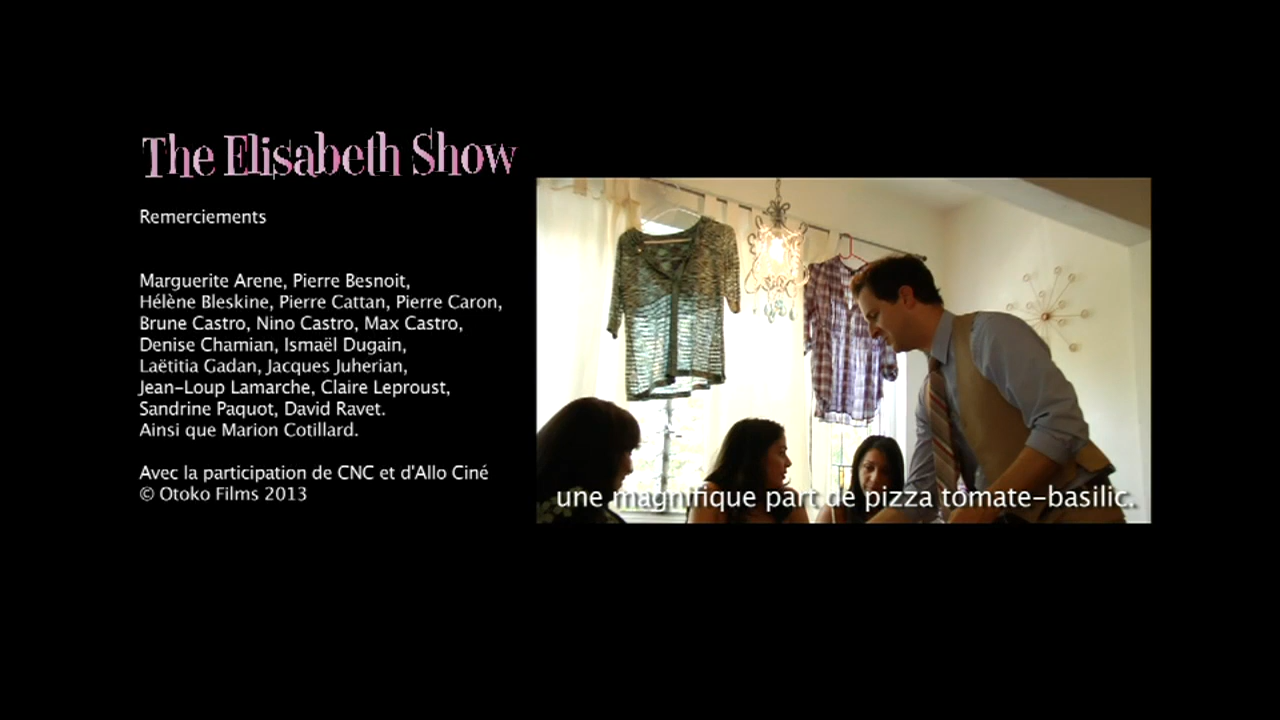 The Elisabeth Show
Remerciements
Marguerite Arene, Pierre Besnoit,
Hélène Bleskine, Pierre Cattan, Pierre Caron,
Brune Castro, Nino Castro, Max Castro,
Denise Chamian, Ismaël Dugain,
Laëtitia Gadan, Jacques Juherian,
Jean-Loup Lamarche, Claire Leproust,
Sandrine Paquot, David Ravet.
Ainsi que Marion Cotillard.
Avec la participation de CNC et d'Allo Ciné
© Otoko Films 2013
une magnifique part de pizza tomate-basilic.